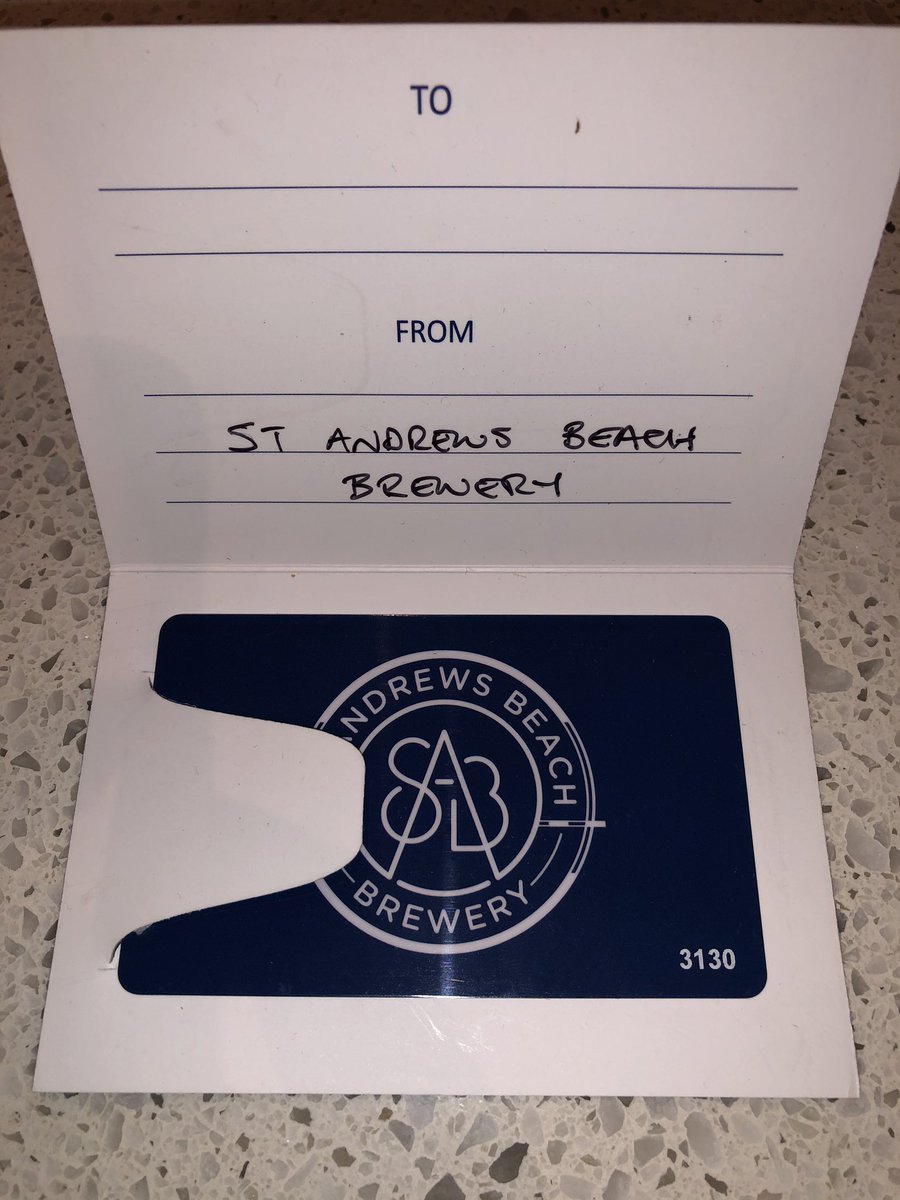 TO
FROM
ST ANDREWS BEACH
BREWERY
ANDREWS BEACH
SAB
BREWERY
3130